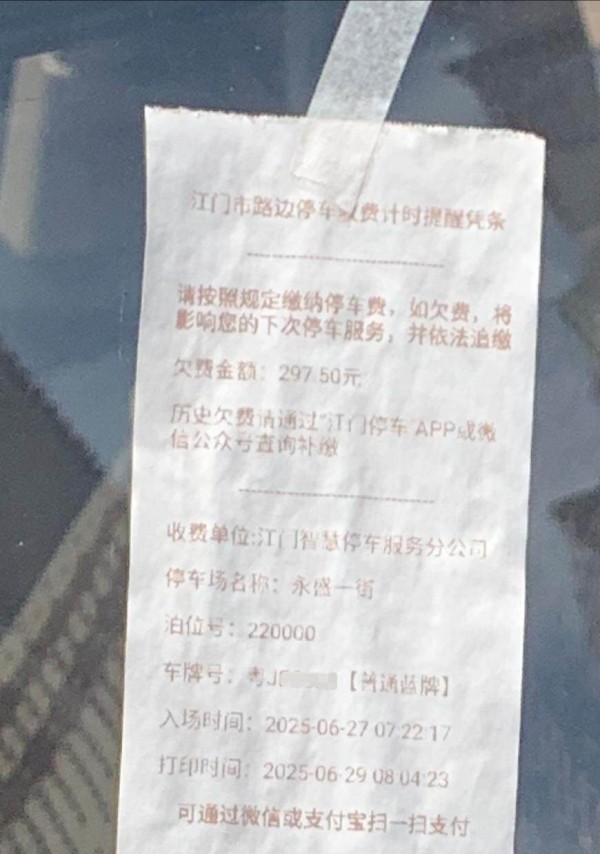 江门市路边停车缴费计时提醒凭条
请按照规定缴纳停车费，如欠费，将
影响您的下次停车服务，并依法追缴
欠费金额：297.50元
历史欠费请通过"江门停车"APP或微
信公众号查询补缴
收费单位:江门智慧停车服务分公司
停车场名称：永盛一街
泊位号：220000
车牌号：粤J 【普通蓝牌】
入场时间：2025-06-27 07:22:17
打印时间：2025-06-29 08:04:23
可通过微信或支付宝扫一扫支付